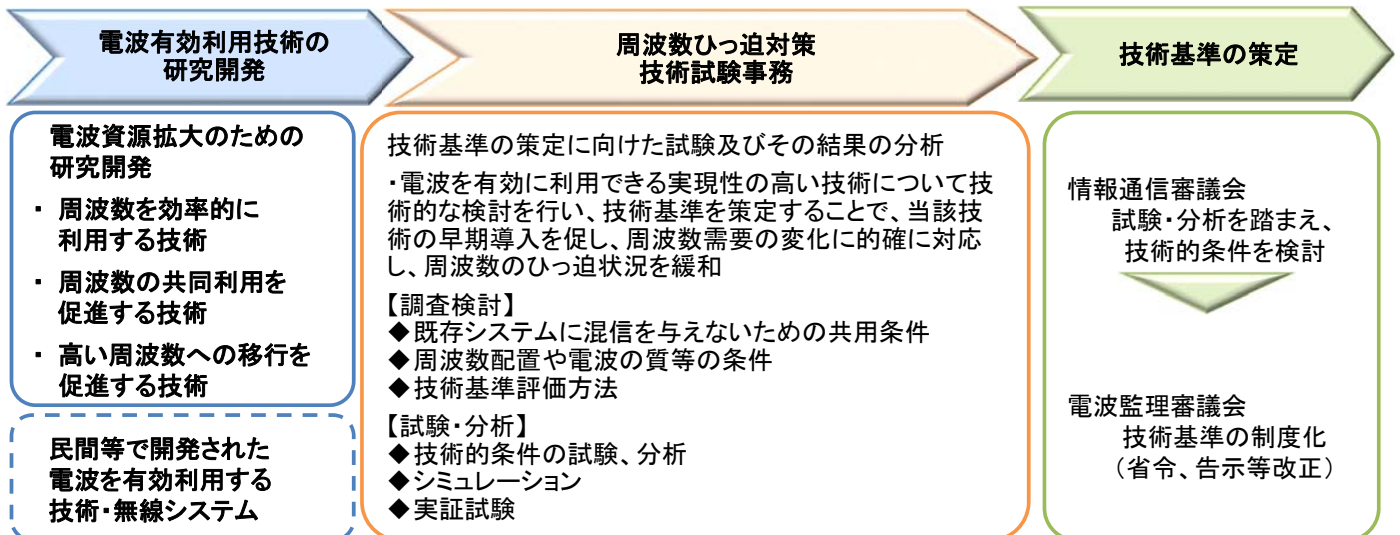 電波有効利用技術の
研究開発
周波数ひっ迫対策
技術試験事務
技術基準の策定
電波資源拡大のための
研究開発
・ 周波数を効率的に
利用する技術
・ 周波数の共同利用を
促進する技術
・ 高い周波数への移行を
促進する技術
民間等で開発された
電波を有効利用する
技術・無線システム
技術基準の策定に向けた試験及びその結果の分析
・電波を有効に利用できる実現性の高い技術について技
術的な検討を行い、技術基準を策定することで、当該技
術の早期導入を促し、周波数需要の変化に的確に対応
し、周波数のひっ迫状況を緩和
【調査検討】
◆既存システムに混信を与えないための共用条件
◆周波数配置や電波の質等の条件
◆技術基準評価方法
【試験・分析】
◆技術的条件の試験、分析
◆シミュレーション
◆実証試験
情報通信審議会
試験・分析を踏まえ、
技術的条件を検討
電波監理審議会
技術基準の制度化
（省令、告示等改正）